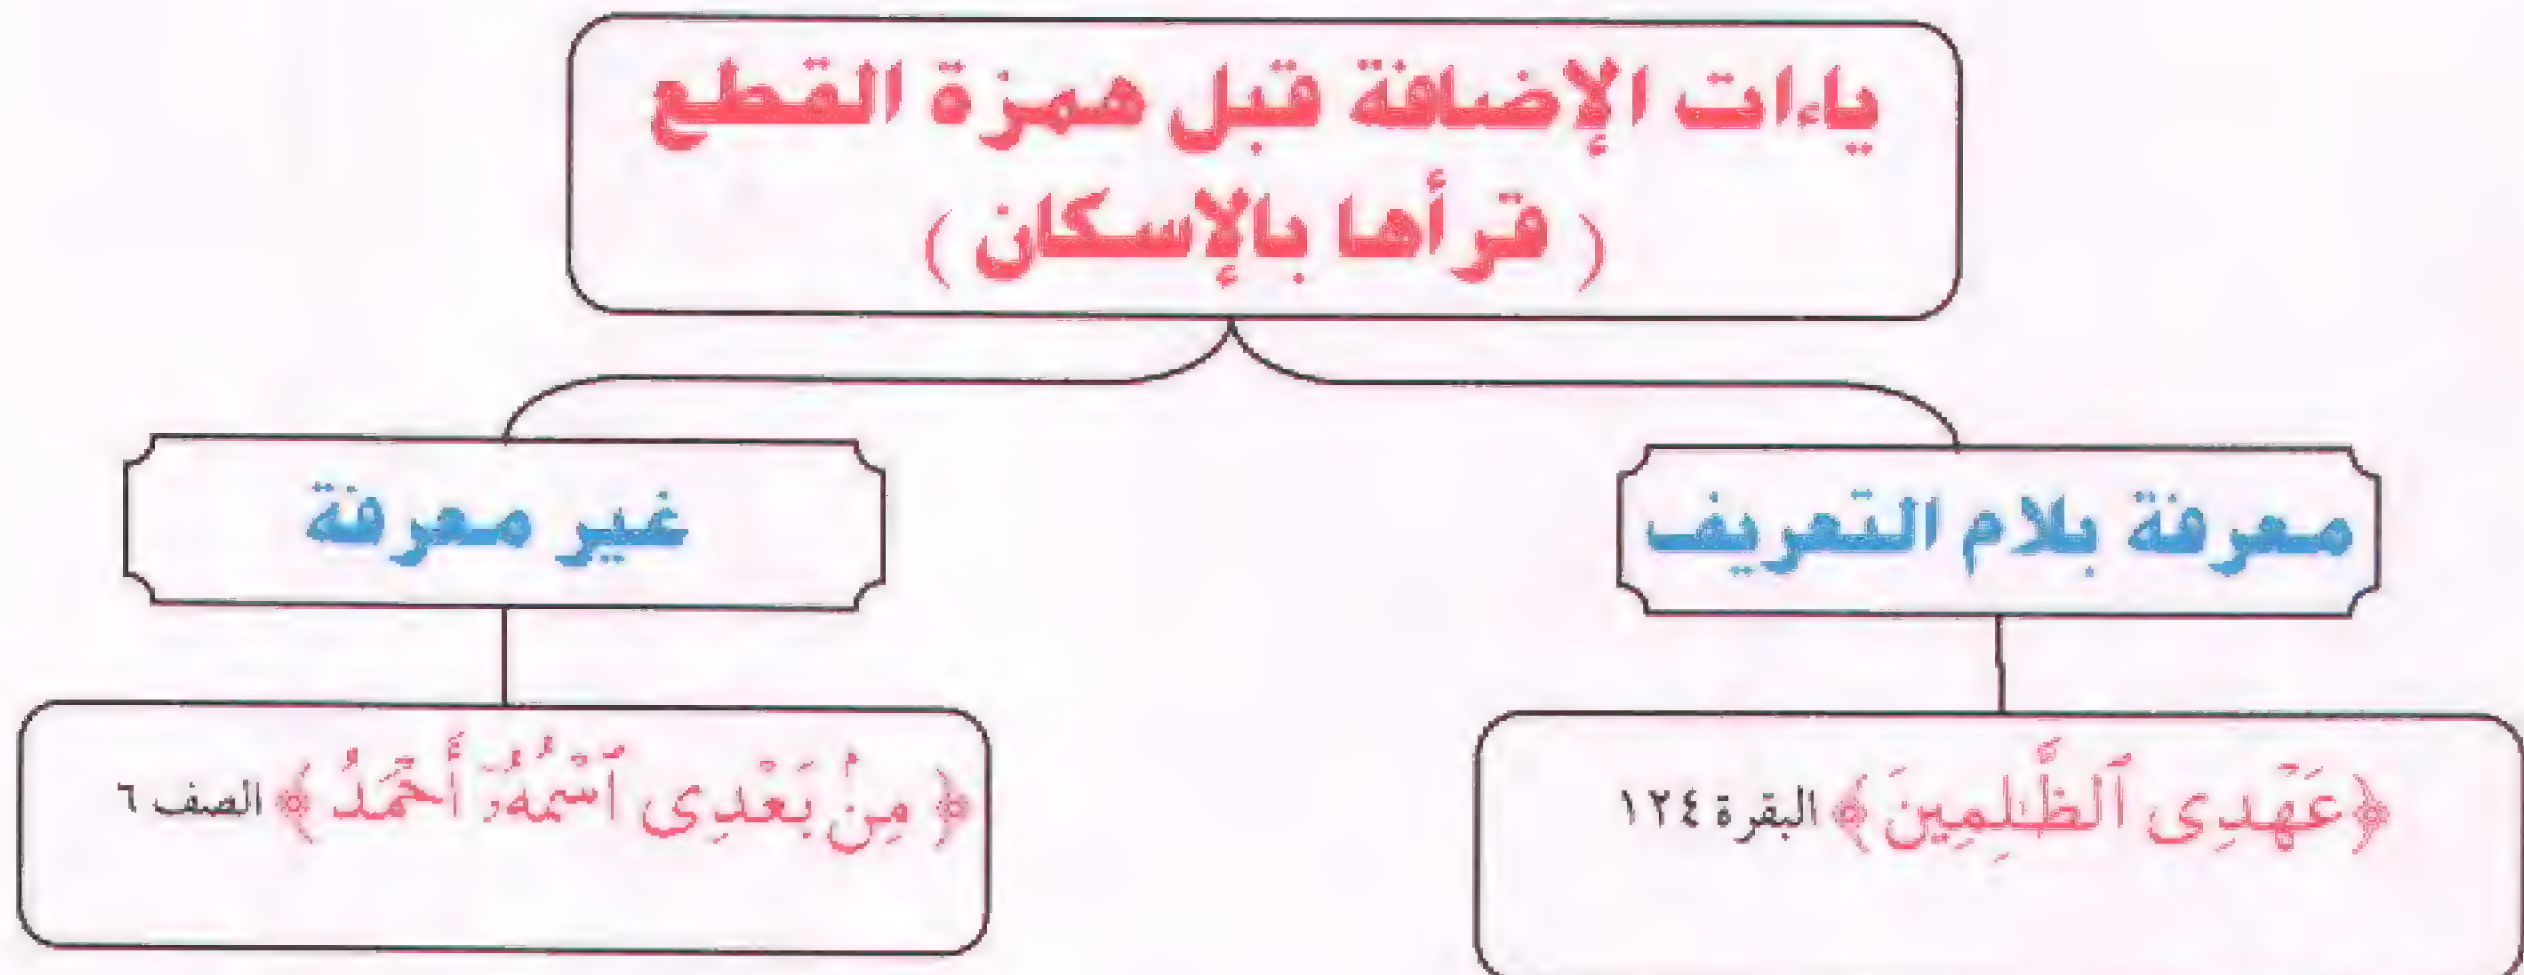 ياءات الإضافة قبل همزة القطع
( قرأها بالإسكان )
معرفة بلام التعريف
غير معرفة
﴿عَهْدِى ٱلظَّٰلِمِينَ﴾ البقرة ١٢٤
﴿ مِنۢ بَعْدِى ٱسْمُهُۥٓ أَحْمَدُ ﴾ الصف ٦